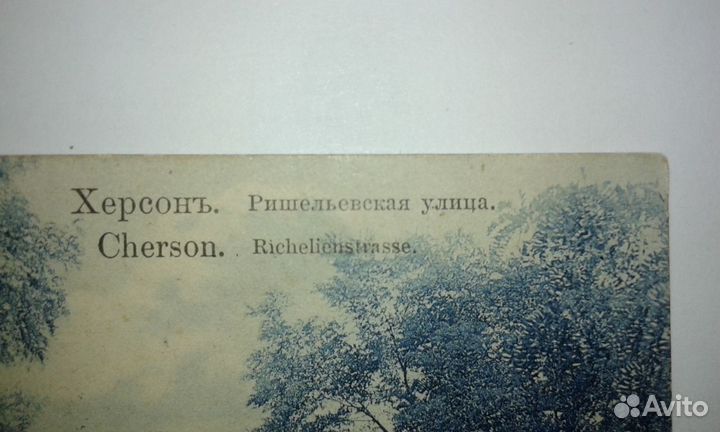 Херсонъ. Ришельевская улица.
Cherson. Richelienstrasse.
Avito